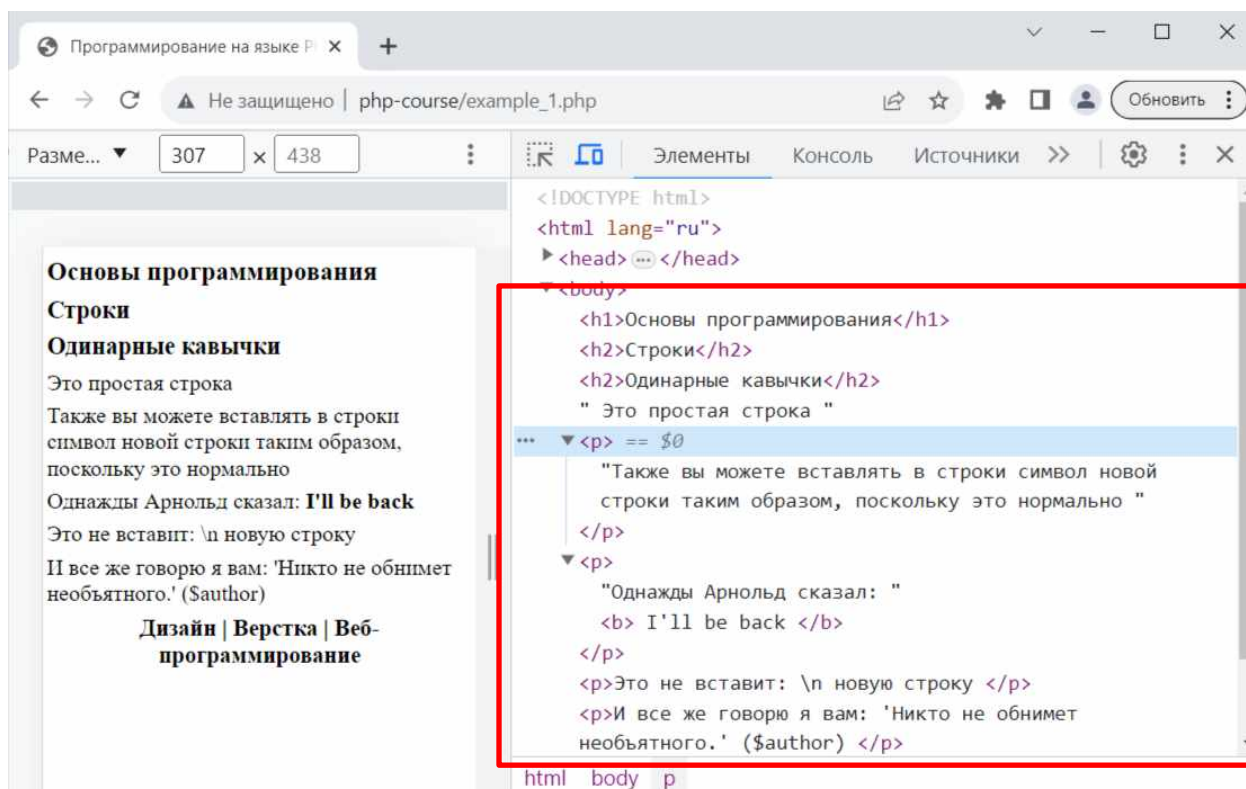 Программирование на языке P
Не защищено | php-course/example_1.php
Обновить
Разме... ▼ 307 × 438
Элементы Консоль Источники >>
Основы программирования
Строки
Одинарные кавычки
Это простая строка
Также вы можете вставлять в строки
символ новой строки таким образом,
поскольку это нормально
Однажды Арнольд сказал: I'll be back
Это не вставит: \n новую строку
И все же говорю я вам: 'Никто не обнимет
необъятного.' ($author)
Дизайн | Верстка | Веб-
программирование
<!DOCTYPE html>
<html lang="ru">
<head> ... </head>
<body>
<h1>Основы программирования</h1>
<h2>Строки</h2>
<h2>Одинарные кавычки</h2>
" Это простая строка "
<p> == $0
"Также вы можете вставлять в строки символ новой
строки таким образом, поскольку это нормально "
</p>
<p>
"Однажды Арнольд сказал: "
<b> I'll be back </b>
</p>
<p>Это не вставит: \n новую строку </p>
<p>И все же говорю я вам: 'Никто не обнимет
необъятного.' ($author) </p>
html body p